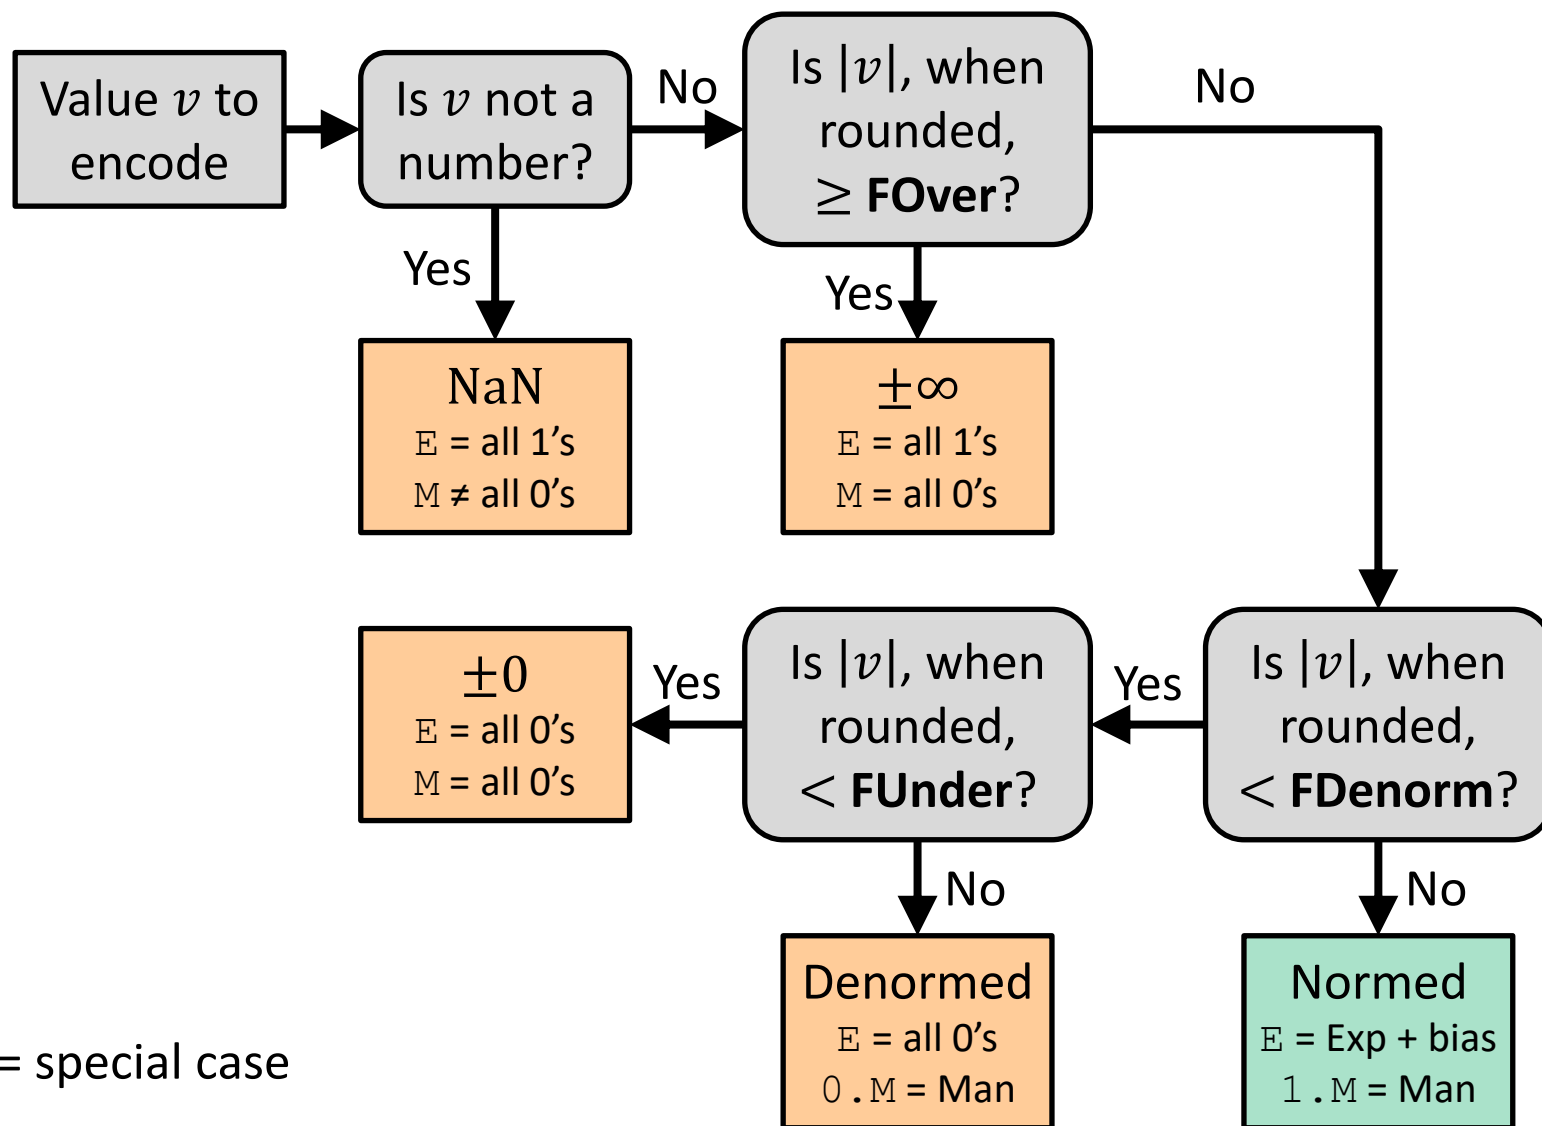 Value v to
encode
Is v not a
number?
No
Is |v|, when
rounded,
≥ FOver?
No
Yes
Yes
NaN
E = all 1's
M ≠ all 0's
±∞
E = all 1's
M = all 0's
±0
E = all 0's
M = all 0's
Yes
Is |v|, when
rounded,
< FUnder?
Yes
Is |v|, when
rounded,
< FDenorm?
No
No
Denormed
E = all 0's
0.M = Man
Normed
E = Exp + bias
1.M = Man
= special case